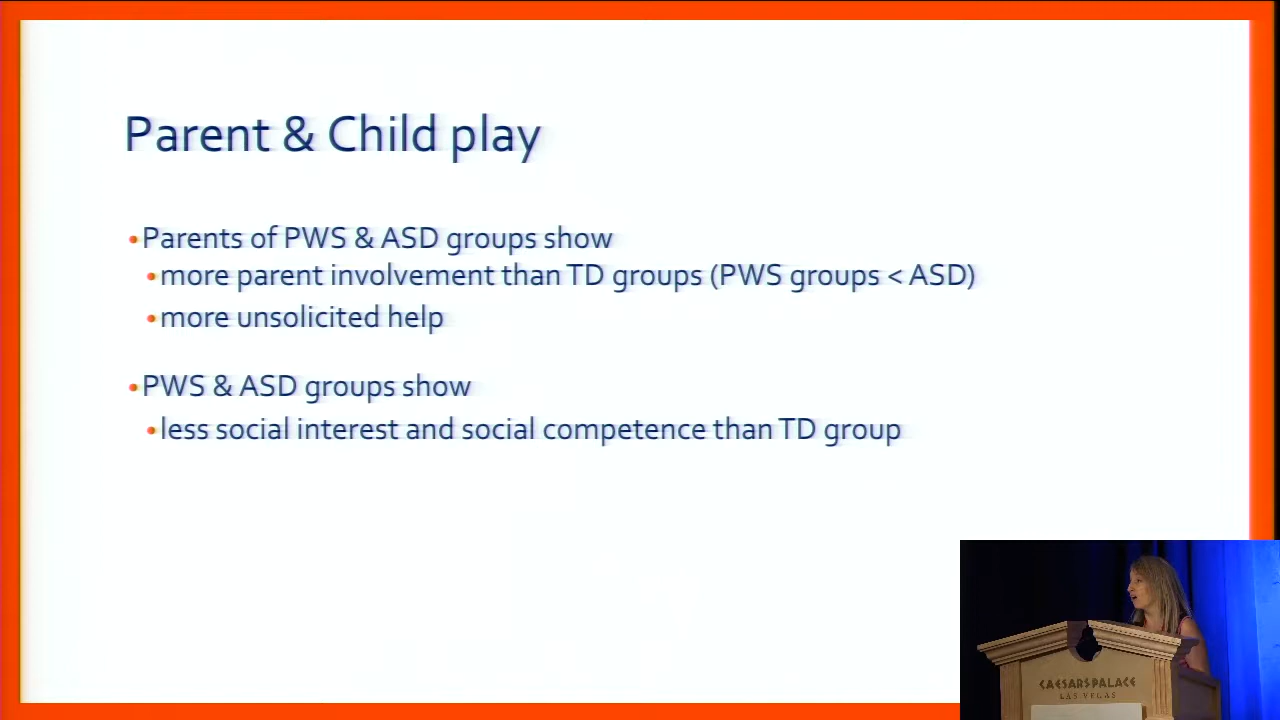 Parent & Child play
•Parents of PWS & ASD groups show
•more parent involvement than TD groups (PWS groups < ASD)
•more unsolicited help
•PWS & ASD groups show
•less social interest and social competence than TD group
CAESARS PALACE
LAS VEGAS